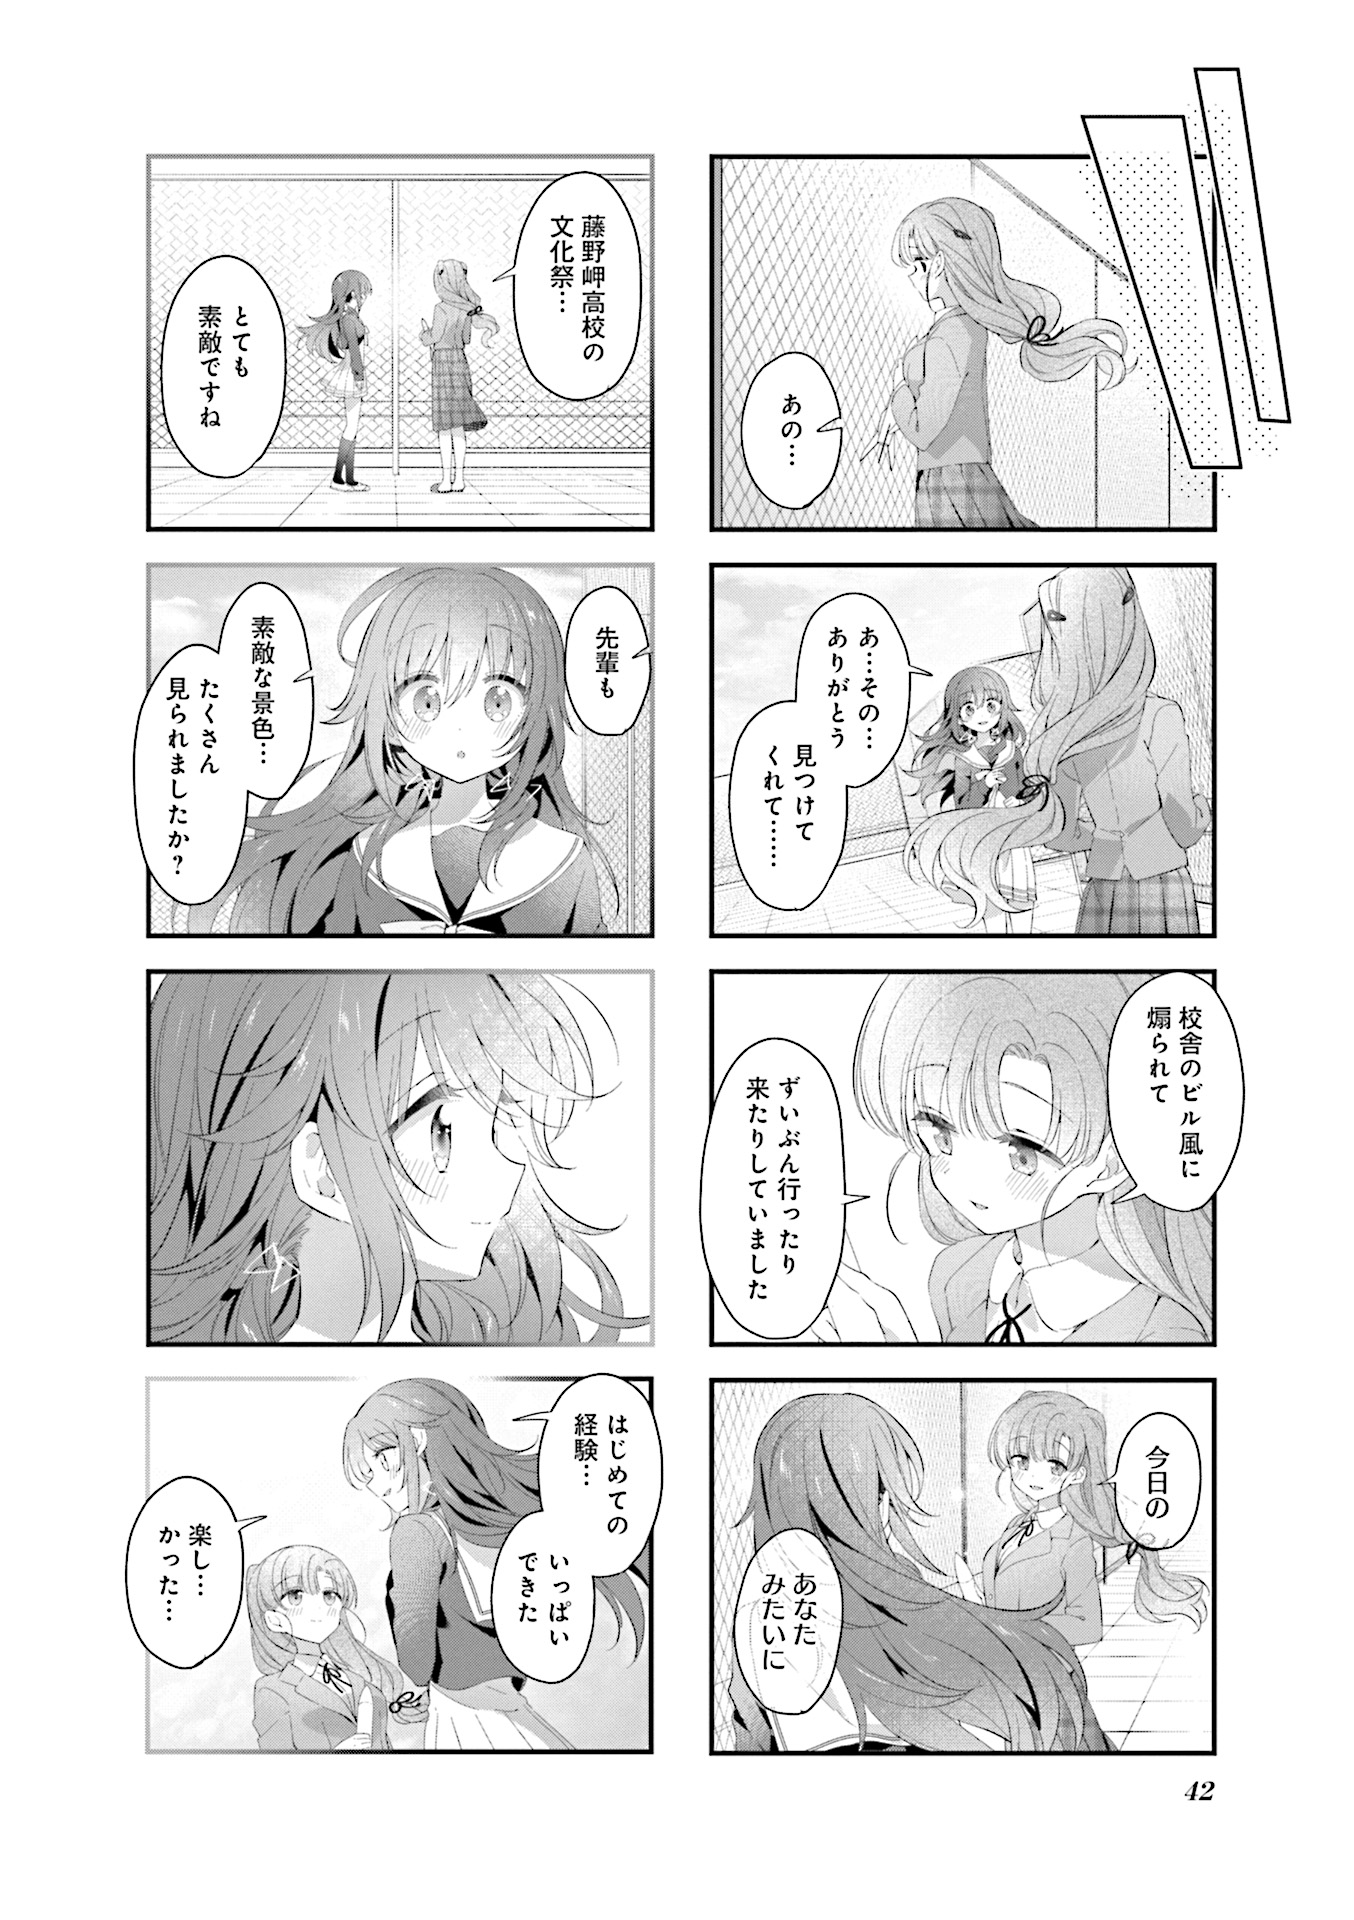 あの…
あ…その…
ありがとう
見つけて
くれて……
校舎のビル風に
煽られて
ずいぶん行ったり
来たりしていました
今日の
あなた
みたいに
藤野岬高校の
文化祭…
とても
素敵ですね
先輩も
素敵な景色…
たくさん
見られましたか？
はじめての
経験…
いっぱい
できた
楽し…
かった…
42